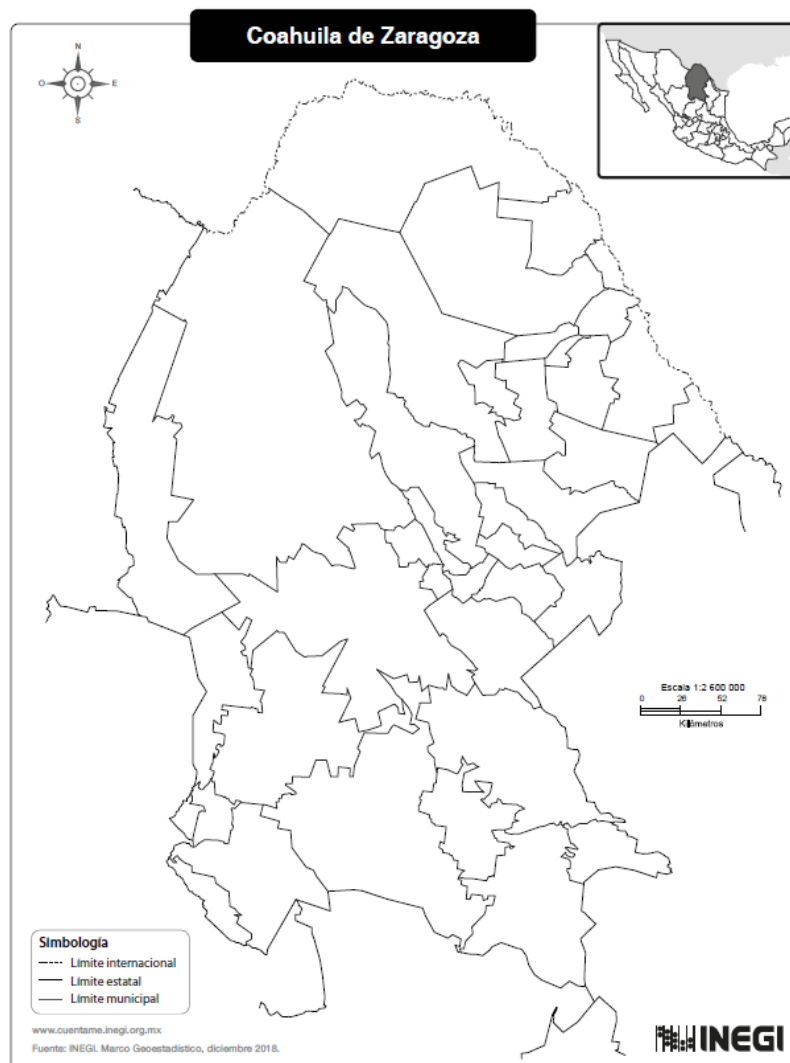 Coahuila de Zaragoza
N
O
E
S
Escala 1:2 600 000
0 26 52 78
Kilómetros
Simbología
Límite internacional
Límite estatal
Límite municipal
www.cuentame.inegi.org.mx
Fuente: INEGI. Marco Geoestadístico, diciembre 2018.
INEGI